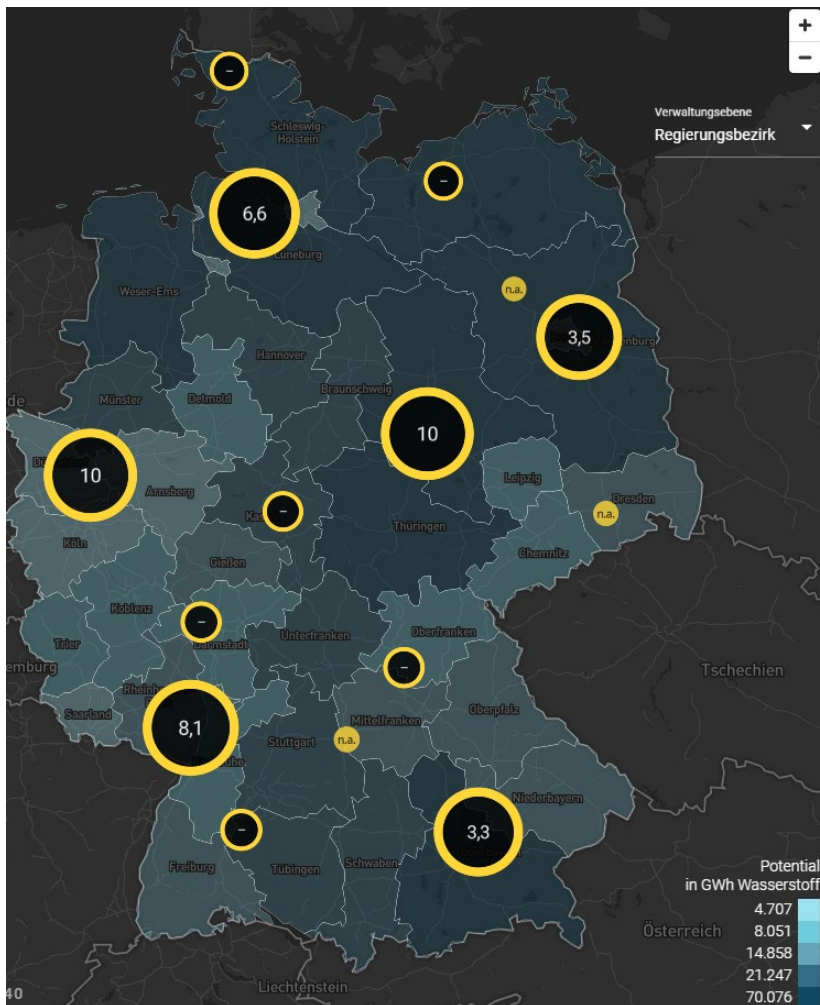 +
–
Verwaltungsebene
Regierungsbezirk
–
Schleswig-
Holstein
–
6,6
Lüneburg
Weser-Ems
n.a.
3,5
Hannover
Braunschweig
Münster
Detmold
10
10
Arnsberg
Leipzig
Dresden
–
n.a.
Thüringen
Köln
Gießen
Chemnitz
Koblenz
–
Unterfranken
Oberfranken
Trier
Darmstadt
–
Tschechien
Saarland
8,1
Mittelfranken
Oberpfalz
Stuttgart
n.a.
Niederbayern
3,3
–
Freiburg
Tübingen
Schwaben
Potential
in GWh Wasserstoff
4.707
8.051
14.858
21.247
70.076
Österreich
Liechtenstein
40